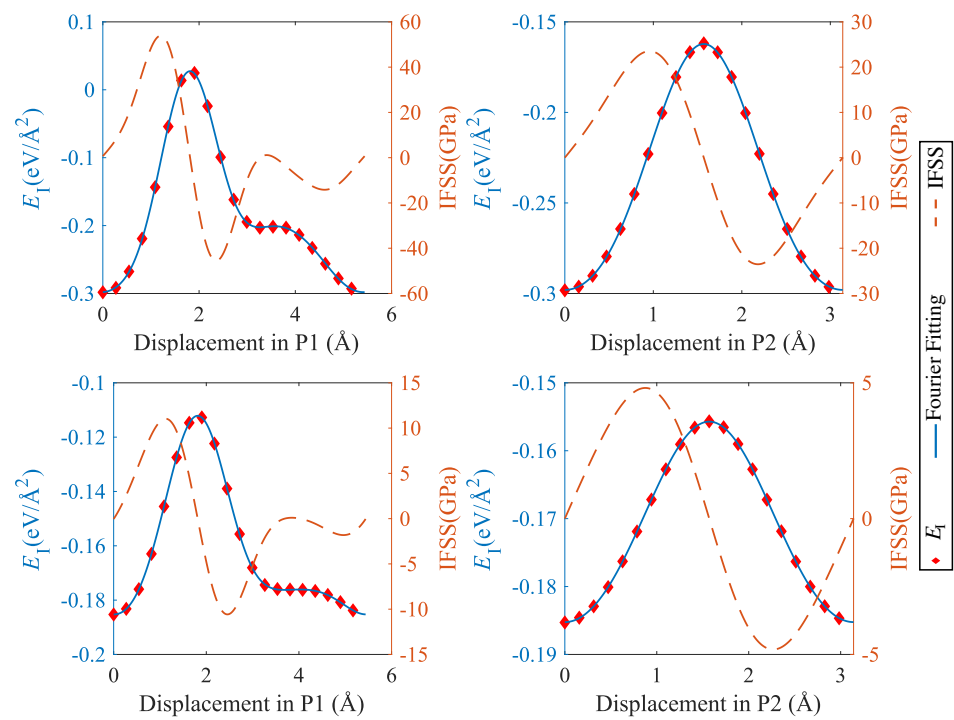 0.1
0
-0.1
-0.2
-0.3
E_I(eV/Å²)
60
40
20
0
-20
-40
-60
IFSS(GPa)
0 2 4 6
Displacement in P1 (Å)
-0.15
-0.2
-0.25
-0.3
E_I(eV/Å²)
30
20
10
0
-10
-20
-30
IFSS(GPa)
0 1 2 3
Displacement in P2 (Å)
-0.1
-0.12
-0.14
-0.16
-0.18
-0.2
E_I(eV/Å²)
15
10
5
0
-5
-10
-15
IFSS(GPa)
0 2 4 6
Displacement in P1 (Å)
-0.15
-0.16
-0.17
-0.18
-0.19
E_I(eV/Å²)
5
0
-5
IFSS(GPa)
0 1 2 3
Displacement in P2 (Å)
E_I Fourier Fitting IFSS